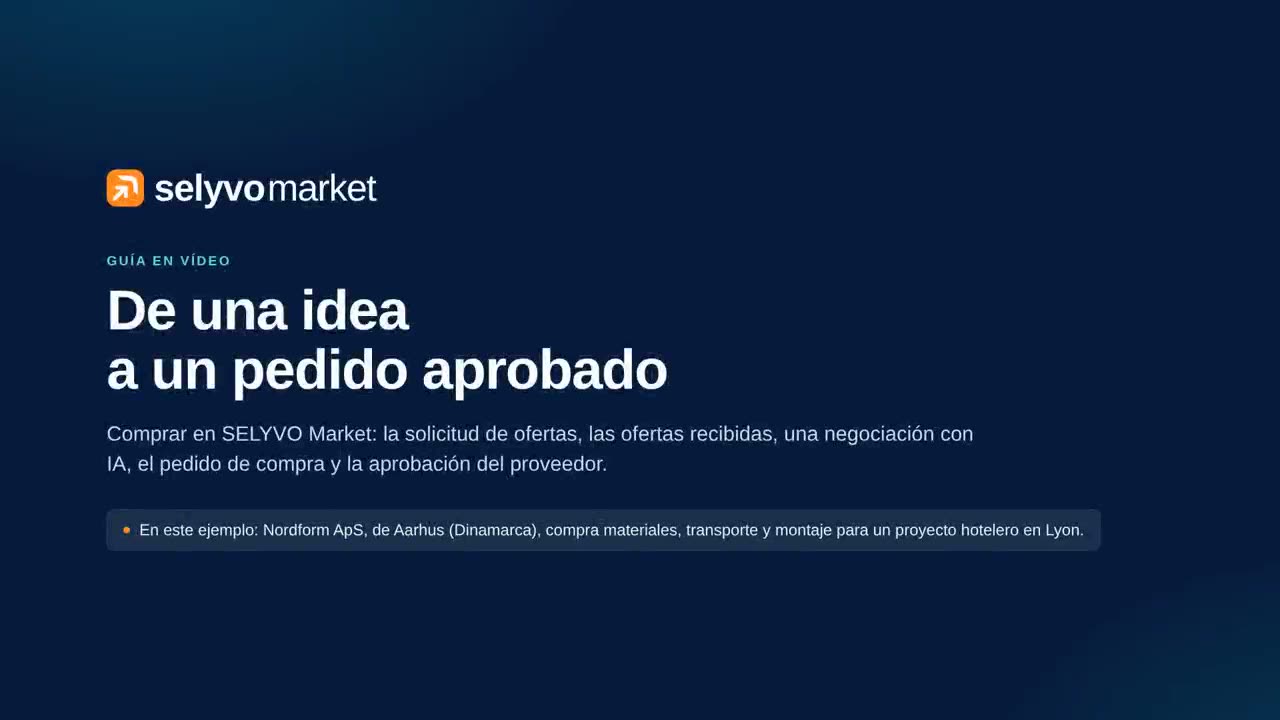 selyvo market
GUÍA EN VÍDEO
De una idea
a un pedido aprobado
Comprar en SELYVO Market: la solicitud de ofertas, las ofertas recibidas, una negociación con
IA, el pedido de compra y la aprobación del proveedor.
En este ejemplo: Nordform ApS, de Aarhus (Dinamarca), compra materiales, transporte y montaje para un proyecto hotelero en Lyon.